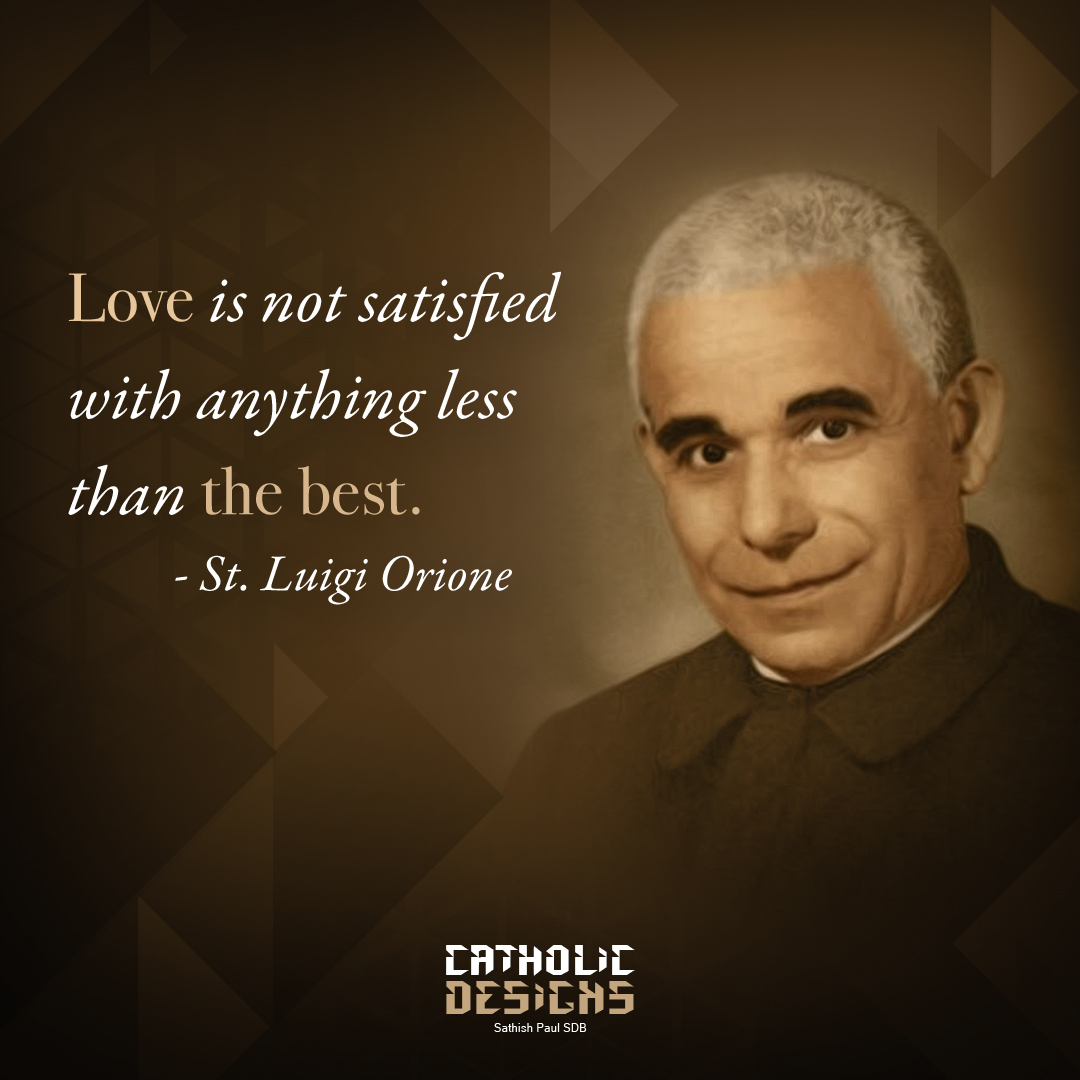 Love is not satisfied
with anything less
than the best.
- St. Luigi Orione
CATHOLIC
DESIGNS
Sathish Paul SDB